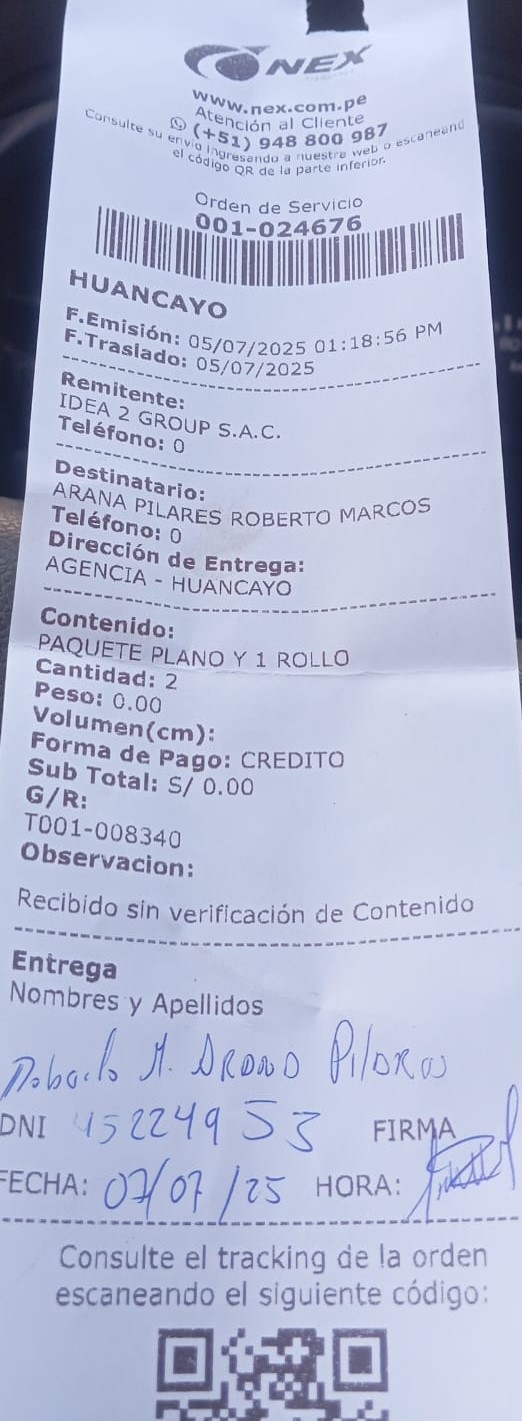 NEX
www.nex.com.pe
Atención al Cliente
(+51) 948 800 987
Consulte su envío ingresando a nuestra web o escaneand
el código QR de la parte inferior.
Orden de Servicio
001-024676
HUANCAYO
F.Emisión: 05/07/2025 01:18:56 PM
F.Traslado: 05/07/2025
Remitente:
IDEA 2 GROUP S.A.C.
Teléfono: 0
Destinatario:
ARANA PILARES ROBERTO MARCOS
Teléfono: 0
Dirección de Entrega:
AGENCIA - HUANCAYO
Contenido:
PAQUETE PLANO Y 1 ROLLO
Cantidad: 2
Peso: 0.00
Volumen(cm):
Forma de Pago: CREDITO
Sub Total: S/ 0.00
G/R:
T001-008340
Observacion:
Recibido sin verificación de Contenido
Entrega
Nombres y Apellidos
M. Pilares
DNI 45224953 FIRMA
FECHA: 07/07/25 HORA:
Consulte el tracking de la orden
escaneando el siguiente código: